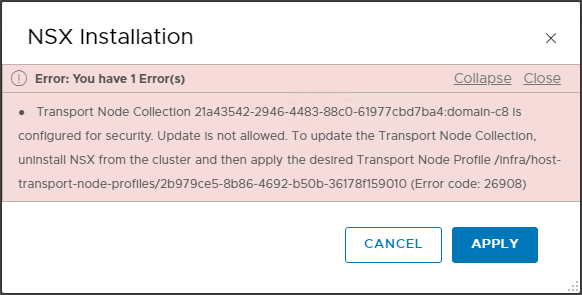 NSX Installation
Error: You have 1 Error(s) Collapse Close
• Transport Node Collection 21a43542-2946-4483-88c0-61977cbd7ba4:domain-c8 is
configured for security. Update is not allowed. To update the Transport Node Collection,
uninstall NSX from the cluster and then apply the desired Transport Node Profile /infra/host-
transport-node-profiles/2b979ce5-8b86-4692-b50b-36178f159010 (Error code: 26908)
CANCEL APPLY